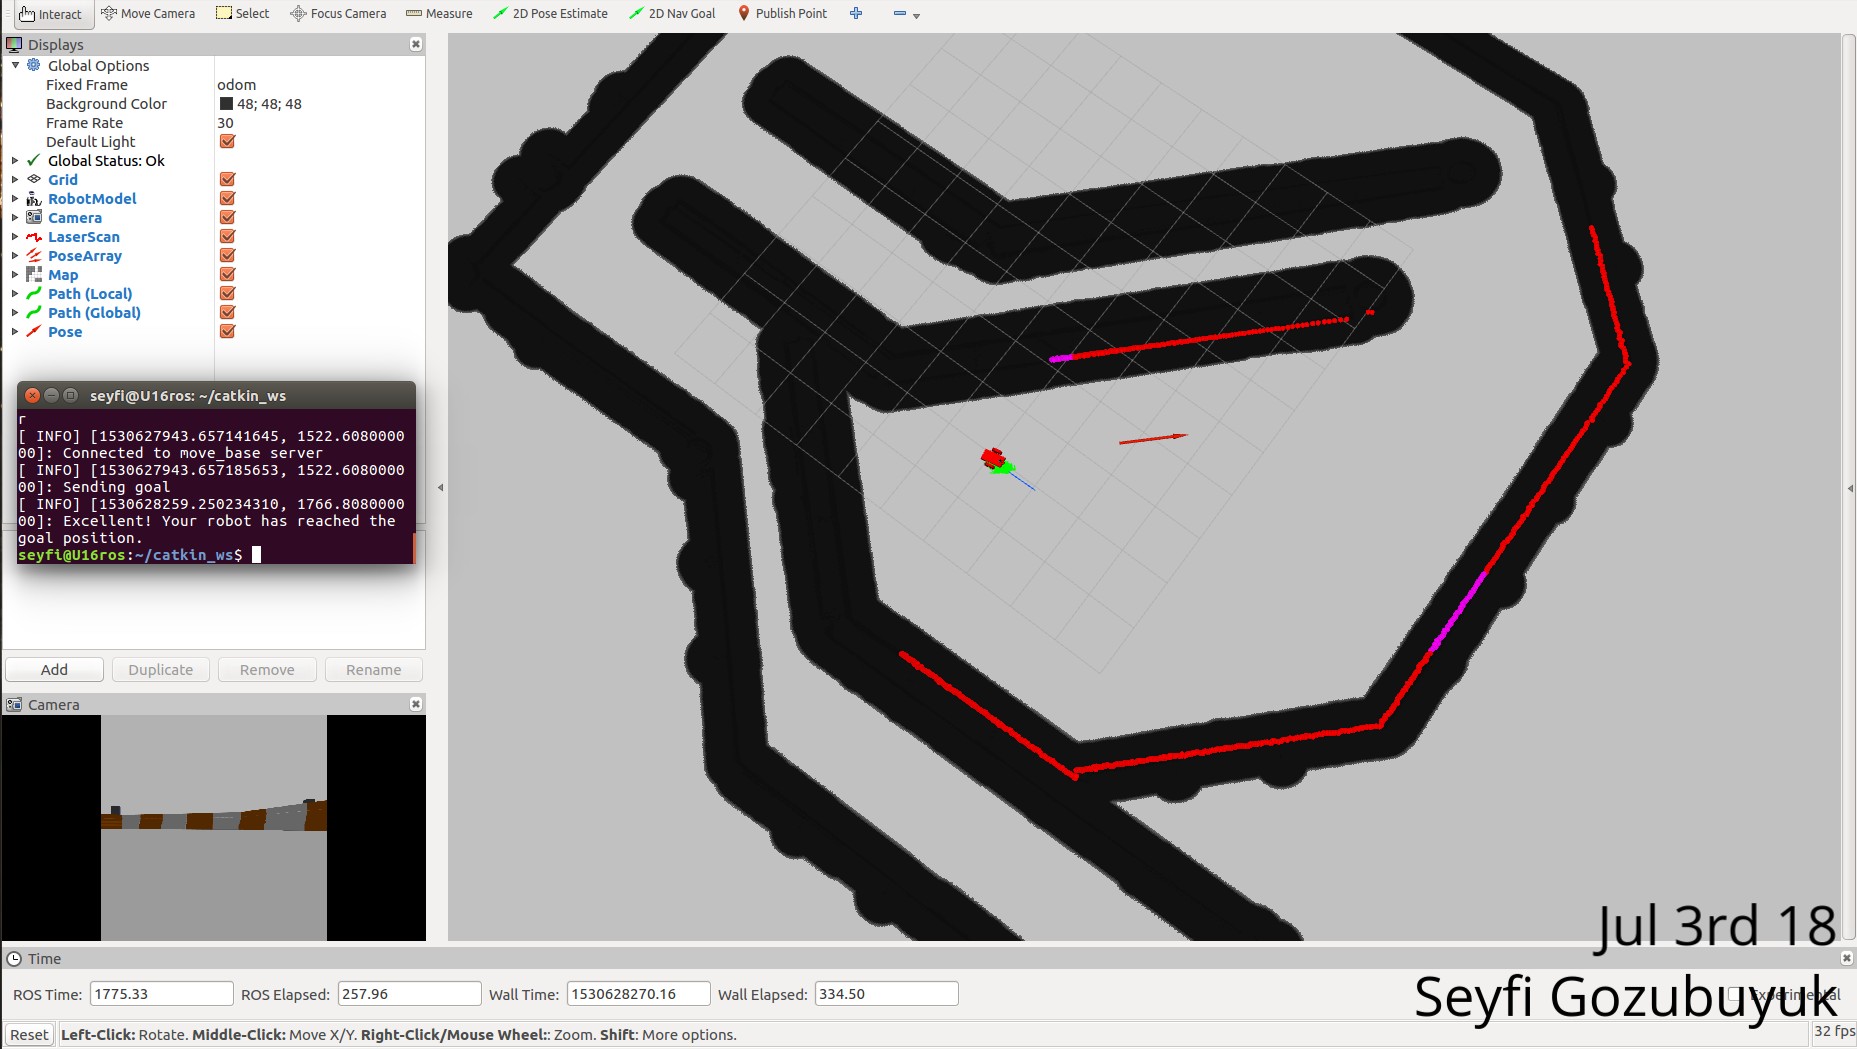 Interact Move Camera Select Focus Camera Measure 2D Pose Estimate 2D Nav Goal Publish Point
Displays
Global Options
Fixed Frame odom
Background Color 48; 48; 48
Frame Rate 30
Default Light
Global Status: Ok
Grid
RobotModel
Camera
LaserScan
PoseArray
Map
Path (Local)
Path (Global)
Pose
seyfi@U16ros: ~/catkin_ws
r
[ INFO] [1530627943.657141645, 1522.6080000
00]: Connected to move_base server
[ INFO] [1530627943.657185653, 1522.6080000
00]: Sending goal
[ INFO] [1530628259.250234310, 1766.8080000
00]: Excellent! Your robot has reached the
goal position.
seyfi@U16ros:~/catkin_ws$
Add Duplicate Remove Rename
Camera
Jul 3rd 18
Time
ROS Time: 1775.33 ROS Elapsed: 257.96 Wall Time: 1530628270.16 Wall Elapsed: 334.50 Experimental
Seyfi Gozubuyuk
Reset Left-Click: Rotate. Middle-Click: Move X/Y. Right-Click/Mouse Wheel:: Zoom. Shift: More options. 32 fps